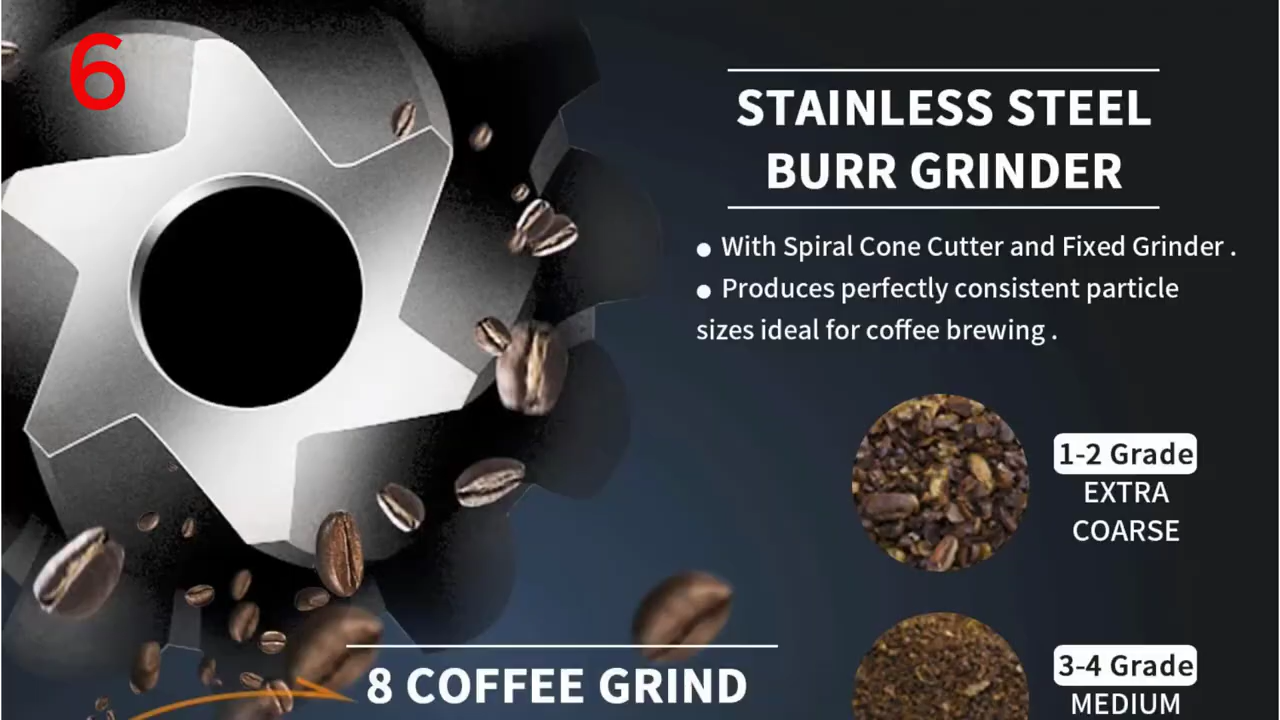 6
STAINLESS STEEL
BURR GRINDER
● With Spiral Cone Cutter and Fixed Grinder .
● Produces perfectly consistent particle
sizes ideal for coffee brewing .
1-2 Grade
EXTRA
COARSE
3-4 Grade
MEDIUM
8 COFFEE GRIND